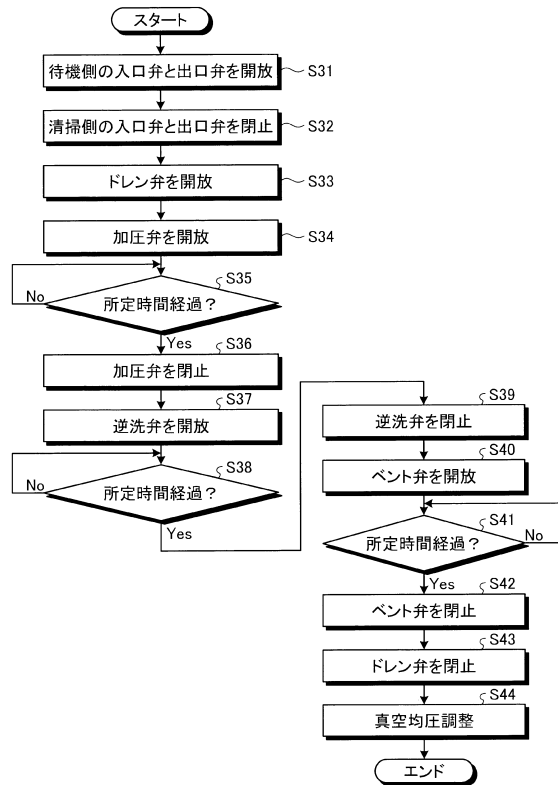 スタート
待機側の入口弁と出口弁を開放 S31
清掃側の入口弁と出口弁を閉止 S32
ドレン弁を開放 S33
加圧弁を開放 S34
S35
所定時間経過？
No
Yes
S36
加圧弁を閉止
S37
逆洗弁を開放
S38
所定時間経過？
No
Yes
S39
逆洗弁を閉止
S40
ベント弁を開放
S41
所定時間経過？
No
Yes
S42
ベント弁を閉止
S43
ドレン弁を閉止
S44
真空均圧調整
エンド